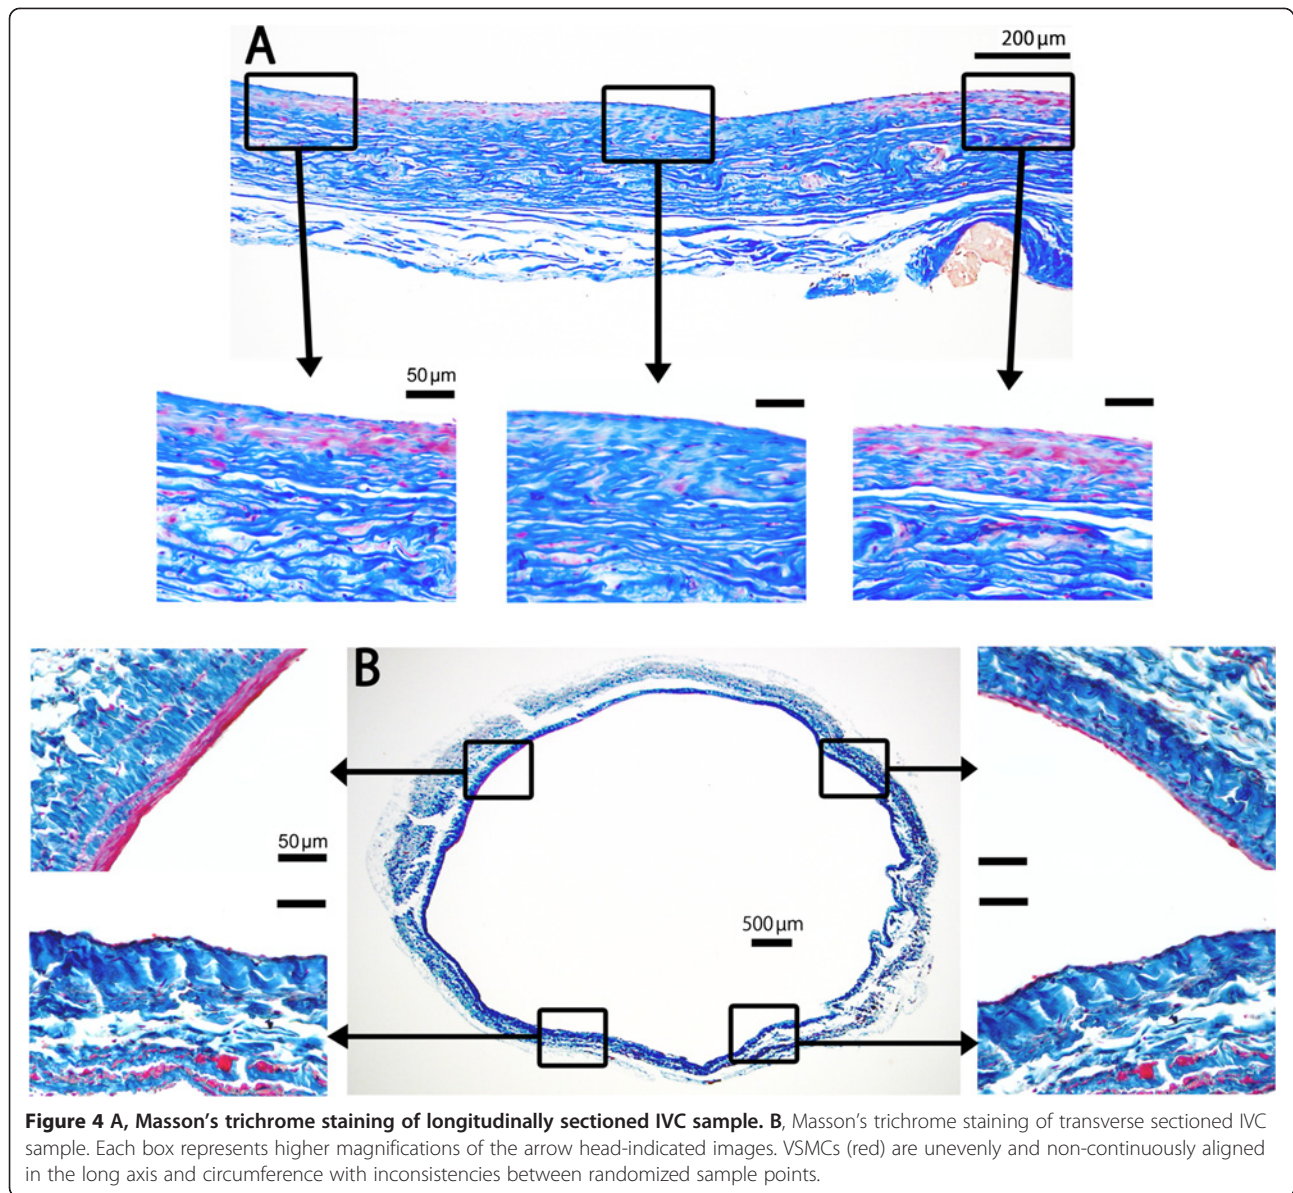 A
200 µm
50 µm
B
50 µm
500 µm
Figure 4 A, Masson's trichrome staining of longitudinally sectioned IVC sample. B, Masson's trichrome staining of transverse sectioned IVC
sample. Each box represents higher magnifications of the arrow head-indicated images. VSMCs (red) are unevenly and non-continuously aligned
in the long axis and circumference with inconsistencies between randomized sample points.